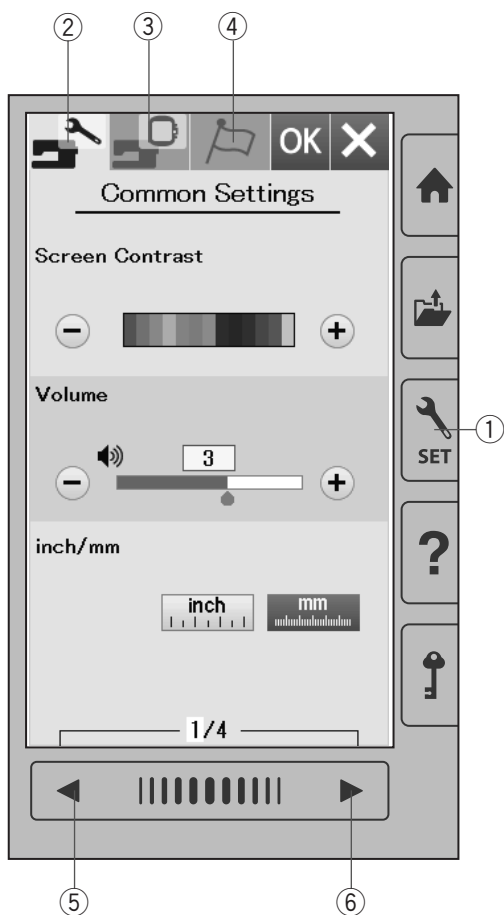 ② ③ ④
OK
Common Settings
Screen Contrast
Volume
3
inch/mm
inch mm
1/4
①
SET
?
⑤ ⑥